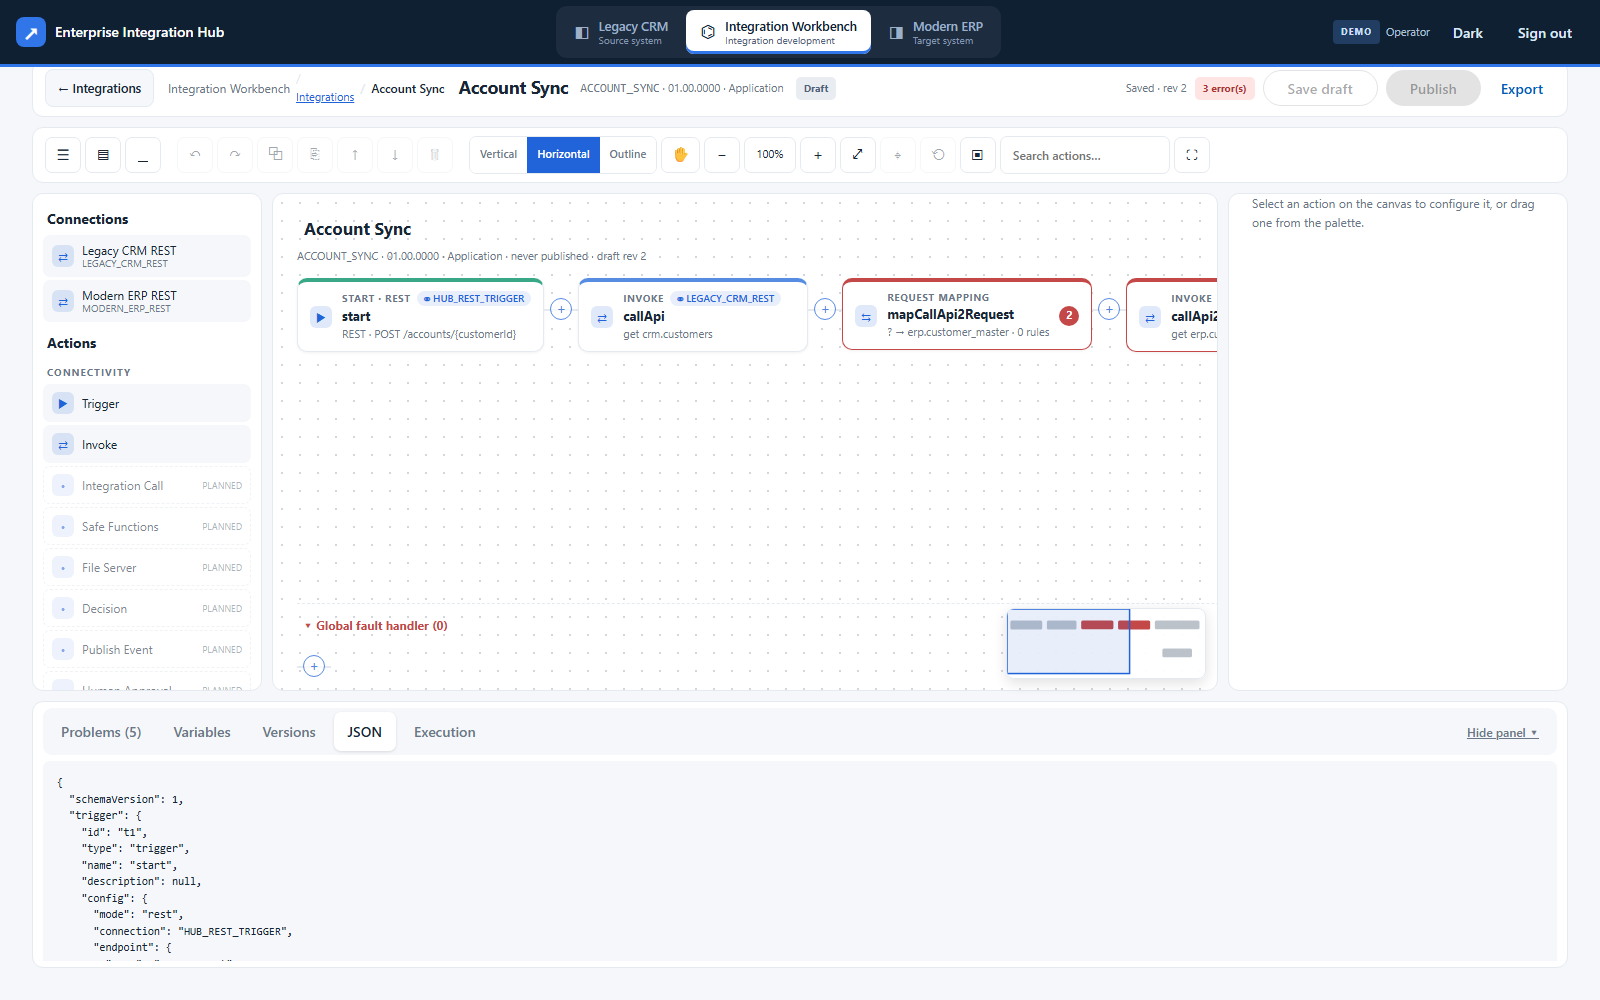 Enterprise Integration Hub
Legacy CRM
Source system
Integration Workbench
Integration development
Modern ERP
Target system
DEMO
Operator
Dark
Sign out
← Integrations
Integration Workbench
/
Integrations
/
Account Sync
Account Sync
ACCOUNT_SYNC · 01.00.0000 · Application
Draft
Saved · rev 2
3 error(s)
Save draft
Publish
Export
Vertical
Horizontal
Outline
100%
Search actions...
Connections
Legacy CRM REST
LEGACY_CRM_REST
Modern ERP REST
MODERN_ERP_REST
Actions
CONNECTIVITY
Trigger
Invoke
Integration Call PLANNED
Safe Functions PLANNED
File Server PLANNED
Decision PLANNED
Publish Event PLANNED
Human Approval PLANNED
Account Sync
ACCOUNT_SYNC · 01.00.0000 · Application · never published · draft rev 2
START · REST HUB_REST_TRIGGER
start
REST · POST /accounts/{customerId}
INVOKE LEGACY_CRM_REST
callApi
get crm.customers
REQUEST MAPPING
mapCallApi2Request
? → erp.customer_master · 0 rules
2
INVOKE
callApi2
get erp.cu
▾ Global fault handler (0)
Select an action on the canvas to configure it, or drag
one from the palette.
Problems (5)
Variables
Versions
JSON
Execution
Hide panel ▾
{
"schemaVersion": 1,
"trigger": {
"id": "t1",
"type": "trigger",
"name": "start",
"description": null,
"config": {
"mode": "rest",
"connection": "HUB_REST_TRIGGER",
"endpoint": {